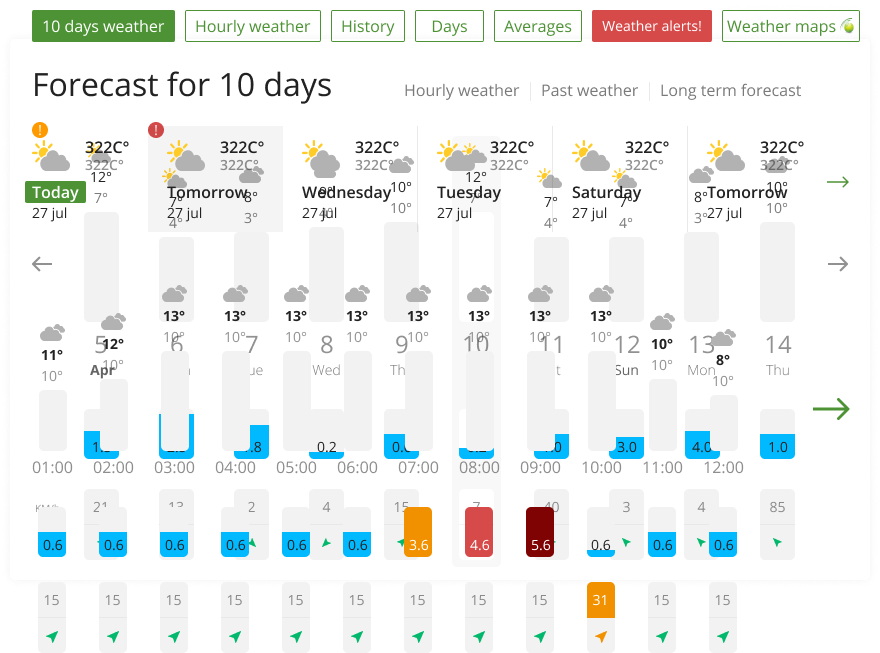 10 days weather Hourly weather History Days Averages Weather alerts! Weather maps
Forecast for 10 days
Hourly weather Past weather Long term forecast
! !
322C° 322C° 322C° 322C° 322C° 322C°
322C° 322C° 322C° 322C° 322C° 322C°
12° 12°
7°
Today Tomorrow Wednesday Tuesday Saturday Tomorrow
10° 10°
7° 8° 7° 7° 8°
27 jul 27 jul 27 jul 27 jul 27 jul 27 jul
10° 10°
4° 3° 4° 4° 4° 3°
13° 13° 13° 13° 13° 13° 13° 13°
10° 10° 10° 10° 10° 10° 10° 10°
5 6 7 8 9 10 11 12 13 14
11° 12° 10° 8°
10° 10° 10° 10°
Apr Wed Sun Mon Thu
0.2 3.0 4.0 1.0
01:00 02:00 03:00 04:00 05:00 06:00 07:00 08:00 09:00 10:00 11:00 12:00
21 13 2 4 15 7 40 3 4 85
0.6 0.6 0.6 0.6 0.6 0.6 3.6 4.6 5.6 0.6 0.6 0.6
15 15 15 15 15 15 15 15 15 31 15 15